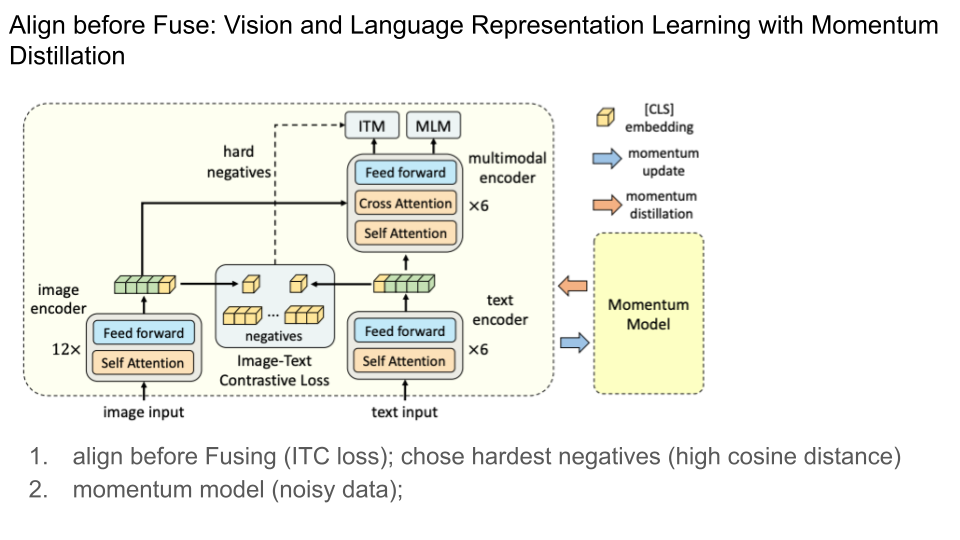 Align before Fuse: Vision and Language Representation Learning with Momentum
Distillation
ITM
MLM
hard
negatives
Feed forward
Cross Attention
Self Attention
multimodal
encoder
×6
[CLS]
embedding
momentum
update
momentum
distillation
image
encoder
12×
Feed forward
Self Attention
image input
...
negatives
Image-Text
Contrastive Loss
Feed forward
Self Attention
text
encoder
×6
text input
Momentum
Model
1. align before Fusing (ITC loss); chose hardest negatives (high cosine distance)
2. momentum model (noisy data);